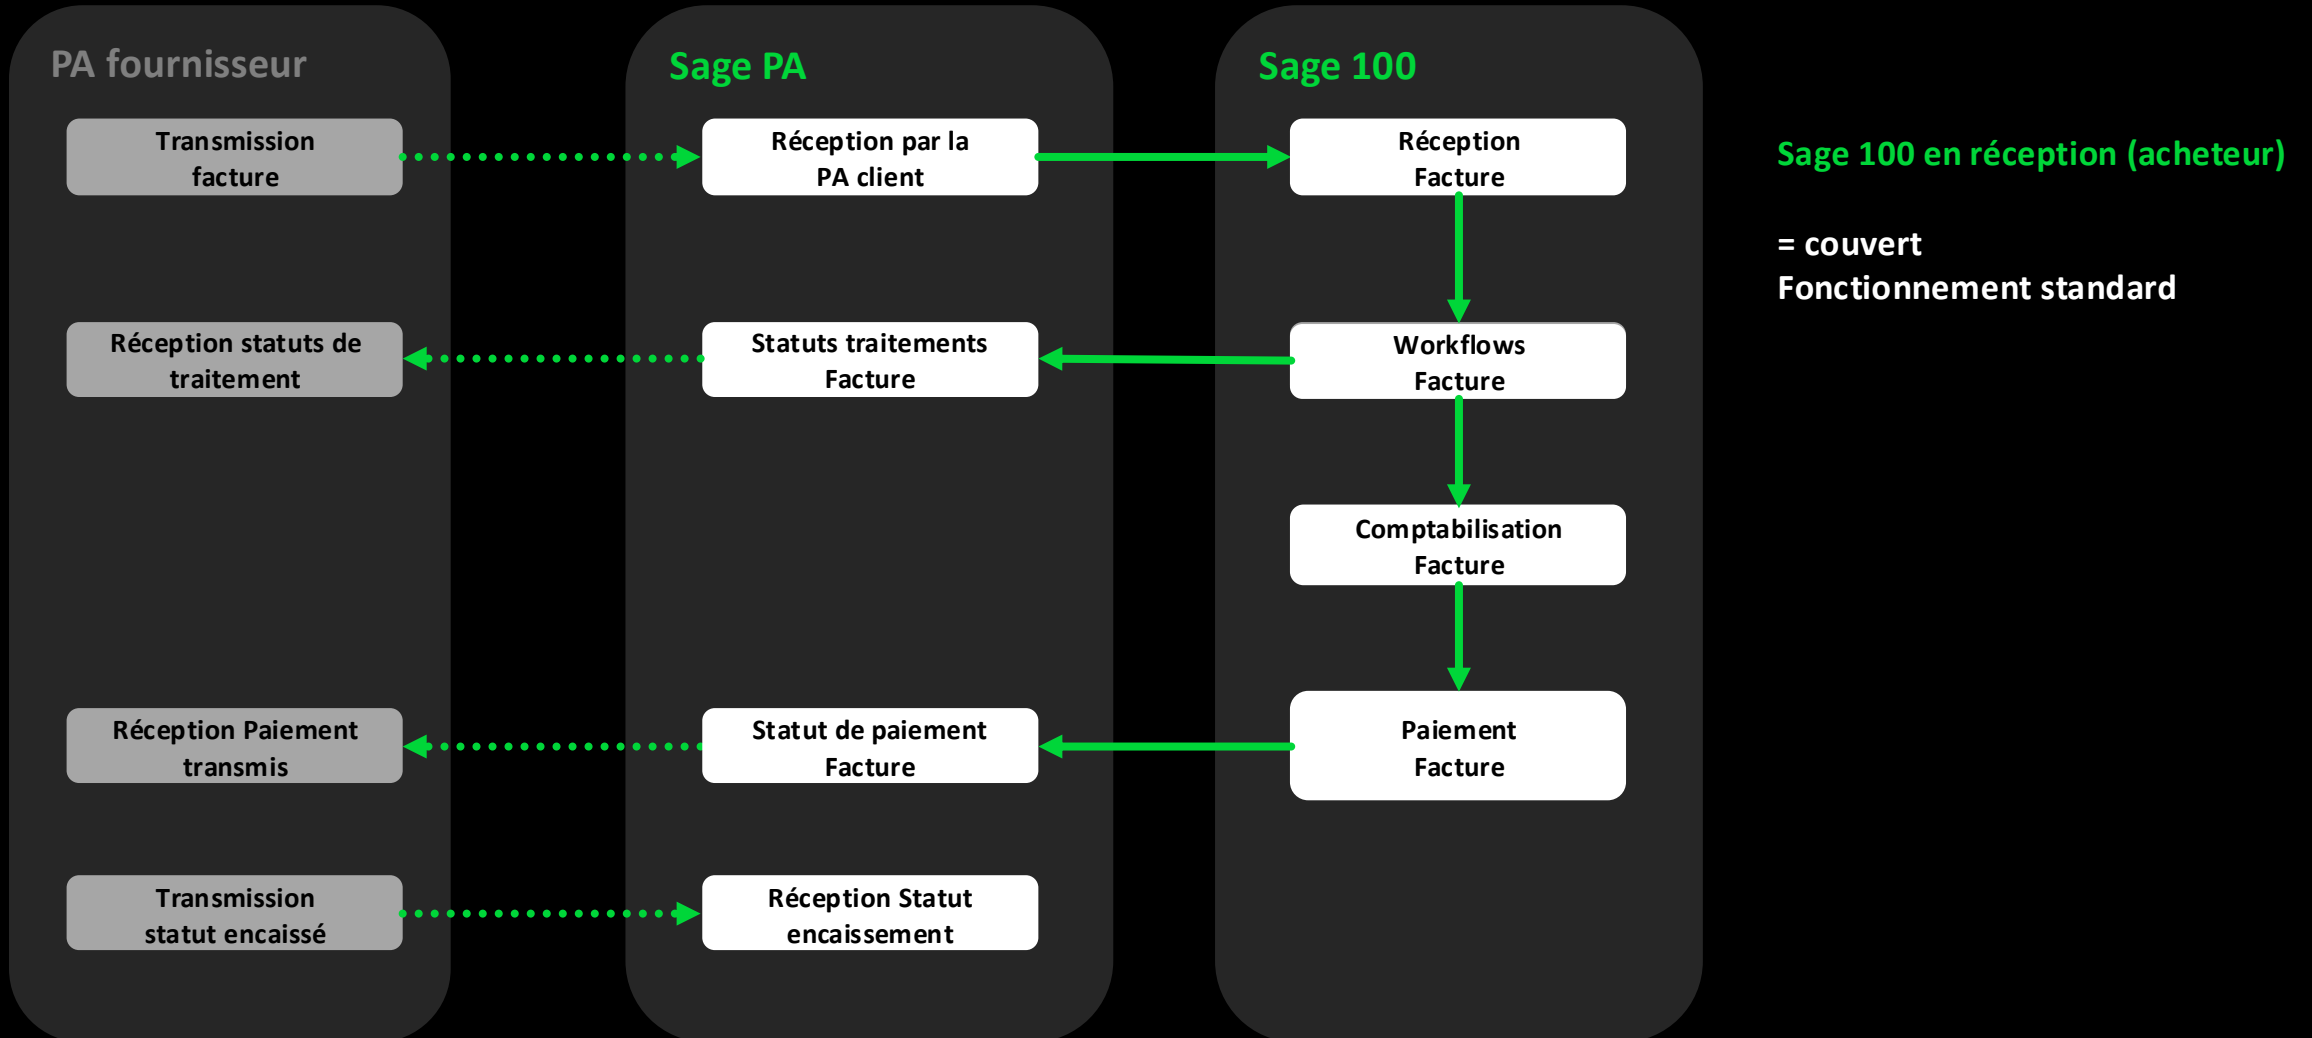 PA fournisseur
Sage PA
Sage 100
Transmission
facture
Réception par la
PA client
Réception
Facture
Sage 100 en réception (acheteur)
= couvert
Fonctionnement standard
Réception statuts de
traitement
Statuts traitements
Facture
Workflows
Facture
Comptabilisation
Facture
Réception Paiement
transmis
Statut de paiement
Facture
Paiement
Facture
Transmission
statut encaissé
Réception Statut
encaissement